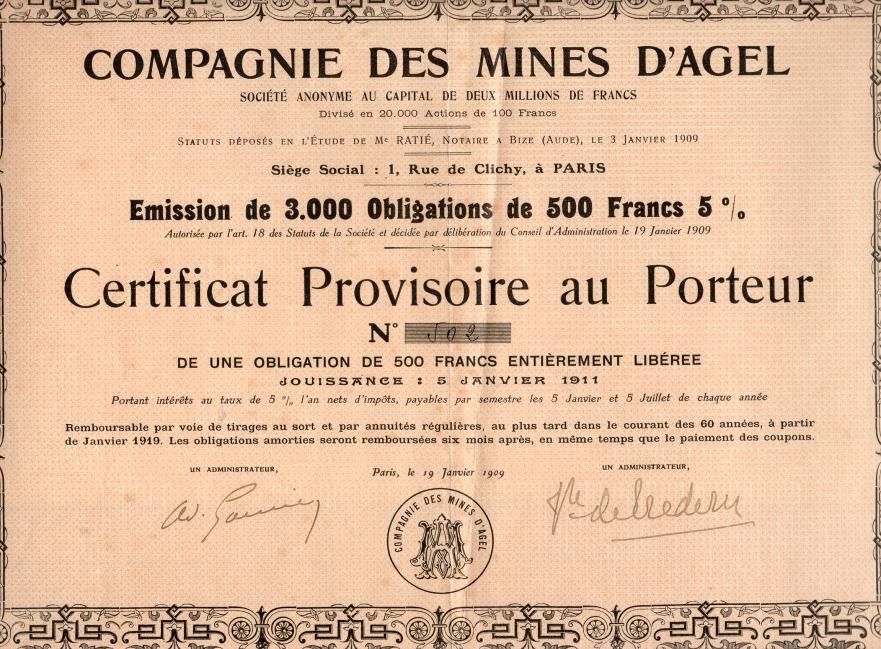 COMPAGNIE DES MINES D'AGEL
SOCIÉTÉ ANONYME AU CAPITAL DE DEUX MILLIONS DE FRANCS
Divisé en 20.000 Actions de 100 Francs
STATUTS DÉPOSÉS EN L'ÉTUDE DE Me RATIÉ, NOTAIRE A BIZE (AUDE), LE 3 JANVIER 1909
Siège Social : 1, Rue de Clichy, à PARIS
Emission de 3.000 Obligations de 500 Francs 5 %
Autorisée par l'art. 18 des Statuts de la Société et décidée par délibération du Conseil d'Administration le 19 Janvier 1909
Certificat Provisoire au Porteur
N° 502
DE UNE OBLIGATION DE 500 FRANCS ENTIÈREMENT LIBÉREE
JOUISSANCE : 5 JANVIER 1911
Portant intérêts au taux de 5 % l'an nets d'impôts, payables par semestre les 5 Janvier et 5 Juillet de chaque année
Remboursable par voie de tirages au sort et par annuités régulières, au plus tard dans le courant des 60 années, à partir
de Janvier 1919. Les obligations amorties seront remboursées six mois après, en même temps que le paiement des coupons.
UN ADMINISTRATEUR,
Paris, le 19 Janvier 1909
UN ADMINISTRATEUR,
COMPAGNIE DES MINES D'AGEL